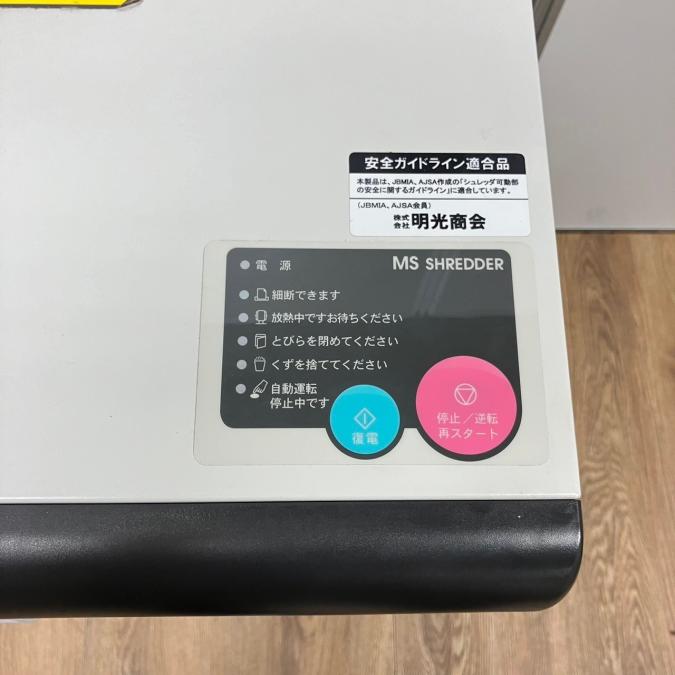 安全ガイドライン適合品
本製品は、JBMIA、AJSA作成の「シュレッダ可動部
の安全に関するガイドライン」に適合しています。
(JBMIA、AJSA会員)
株式会社 明光商会
電 源
MS SHREDDER
細断できます
放熱中ですお待ちください
とびらを閉めてください
くずを捨ててください
自動運転
停止中です
復電
停止／逆転
再スタート